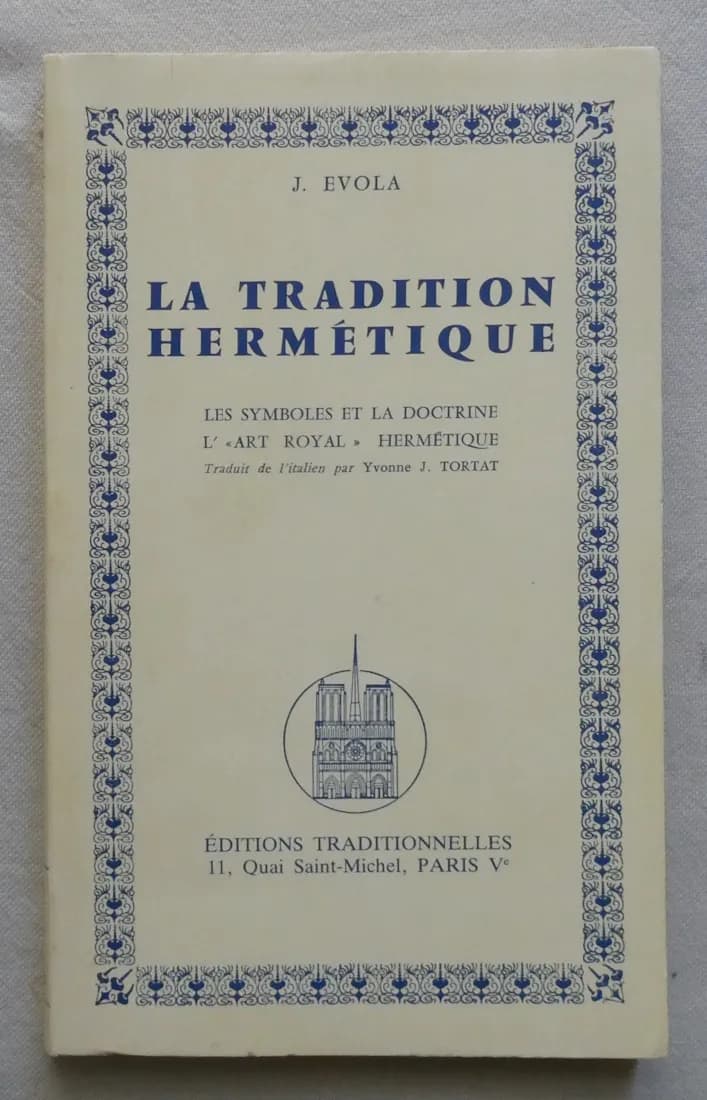 J. EVOLA
LA TRADITION
HERMÉTIQUE
LES SYMBOLES ET LA DOCTRINE
L' «ART ROYAL» HERMÉTIQUE
Traduit de l'italien par Yvonne J. TORTAT
ÉDITIONS TRADITIONNELLES
11, Quai Saint-Michel, PARIS Vᵉ